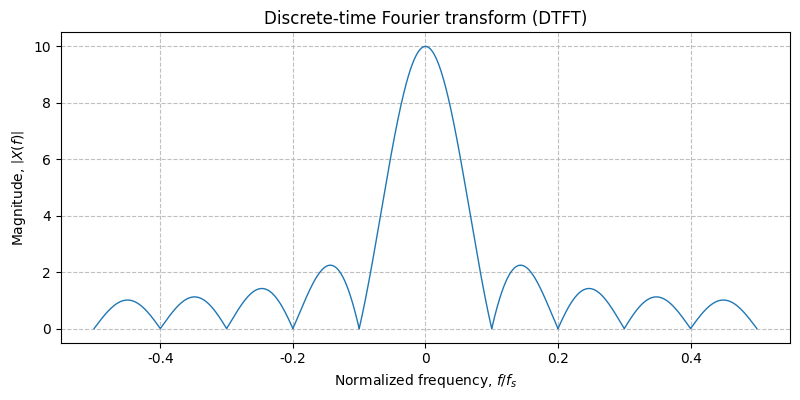 Discrete-time Fourier transform (DTFT)
Magnitude, |X(f)|
10
8
6
4
2
0
-0.4 -0.2 0 0.2 0.4
Normalized frequency, f/fₛ